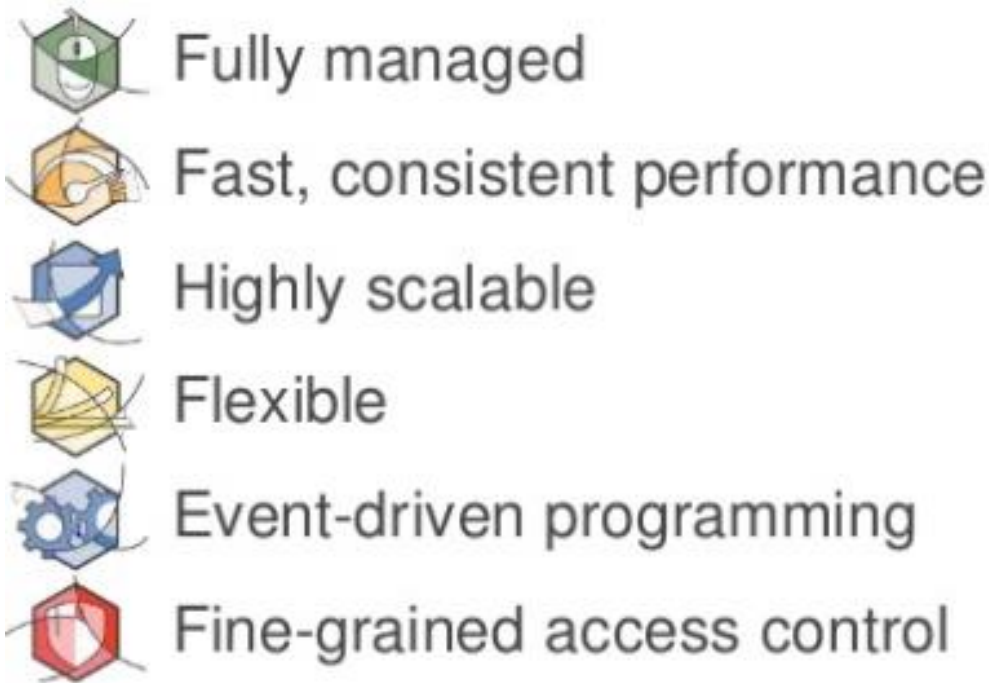 Fully managed
Fast, consistent performance
Highly scalable
Flexible
Event-driven programming
Fine-grained access control